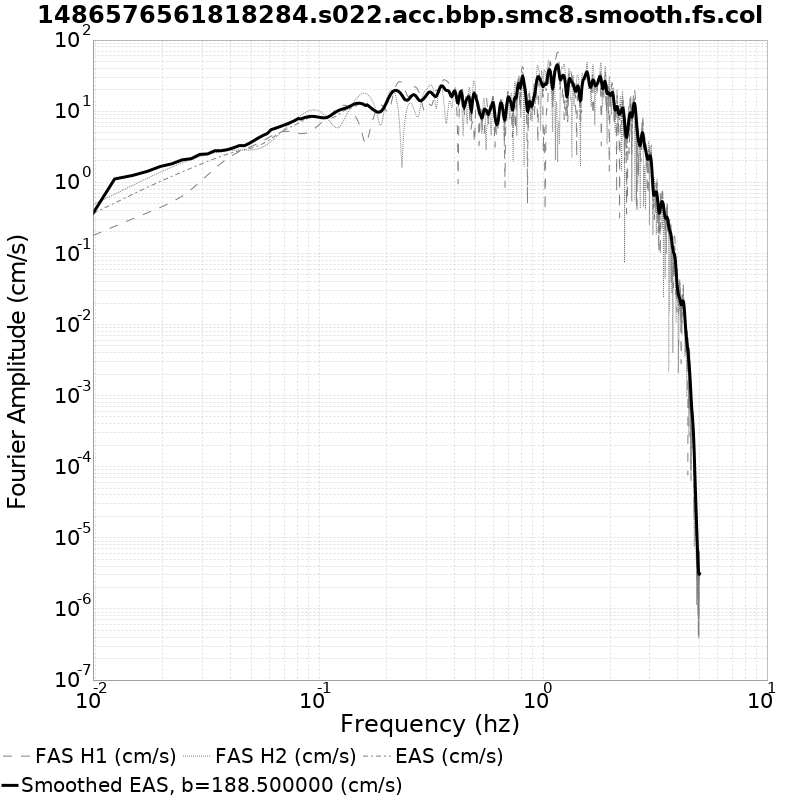 1486576561818284.s022.acc.bbp.smc8.smooth.fs.col
10^2
10^1
10^0
10^-1
10^-2
10^-3
10^-4
10^-5
10^-6
10^-7
Fourier Amplitude (cm/s)
10^-2 10^-1 10^0 10^1
Frequency (hz)
FAS H1 (cm/s) FAS H2 (cm/s) EAS (cm/s)
Smoothed EAS, b=188.500000 (cm/s)